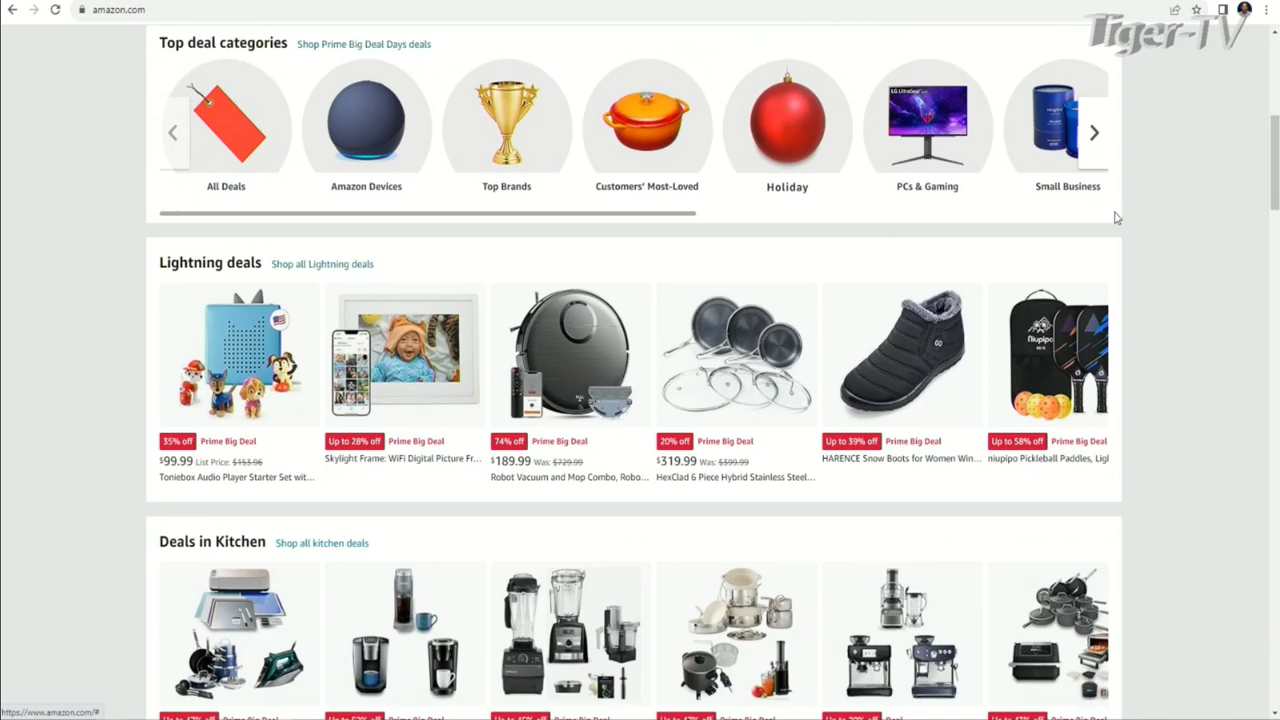 amazon.com
Tiger-TV
Top deal categories Shop Prime Big Deal Days deals
LG UltraGear
All Deals Amazon Devices Top Brands Customers' Most-Loved Holiday PCs & Gaming Small Business
Lightning deals Shop all Lightning deals
niupipo
FULL
GO
35% off Prime Big Deal Up to 28% off Prime Big Deal 74% off Prime Big Deal 20% off Prime Big Deal Up to 39% off Prime Big Deal Up to 58% off Prime Big Deal
$99.99 List Price: $153.96 Skylight Frame: WiFi Digital Picture Fr... $189.99 Was: $729.99 $319.99 Was: $399.99 HARENCE Snow Boots for Women Win... niupipo Pickleball Paddles, Ligl
Toniebox Audio Player Starter Set wit... Robot Vacuum and Mop Combo, Robo... HexClad 6 Piece Hybrid Stainless Steel...
Deals in Kitchen Shop all kitchen deals
https://www.amazon.com/#